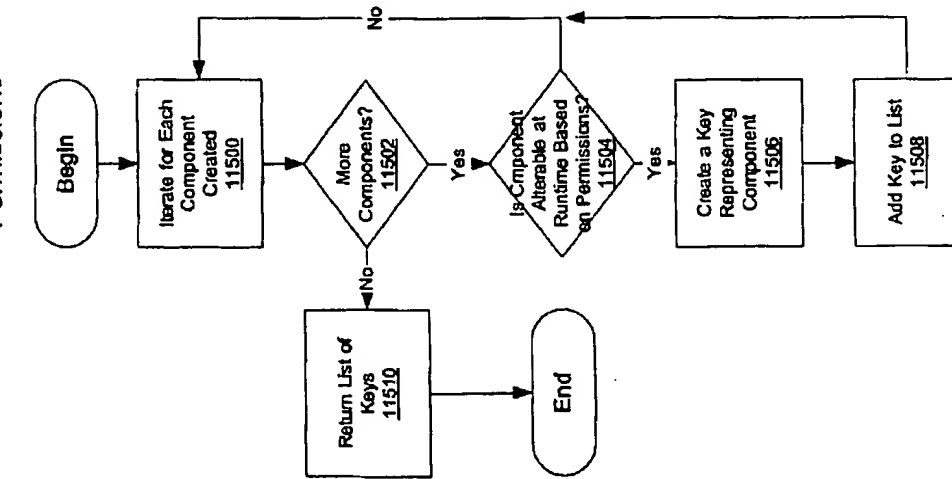 Begin
Iterate for Each
Component
Created
11500
No
More
Components?
11502
Yes
No
Is Cmponent
Alterable at
Runtime Based
on Permissions?
11504
Yes
Create a Key
Representing
Component
11506
Add Key to List
11508
Return List of
Keys
11510
End